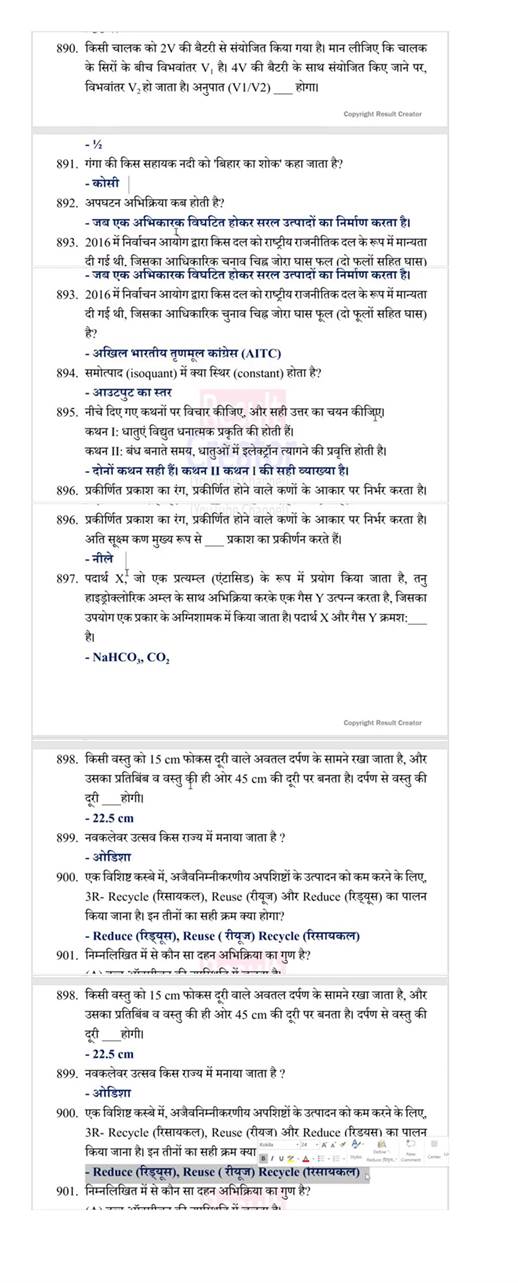 890. किसी चालक को 2V की बैटरी से संयोजित किया गया है। मान लीजिए कि चालक
के सिरों के बीच विभवांतर V₁ है। 4V की बैटरी के साथ संयोजित किए जाने पर,
विभवांतर V₂ हो जाता है। अनुपात (V1/V2) ___ होगा।
Copyright Result Creator
- ½
891. गंगा की किस सहायक नदी को 'बिहार का शोक' कहा जाता है?
- कोसी
892. अपघटन अभिक्रिया कब होती है?
- जब एक अभिकारक विघटित होकर सरल उत्पादों का निर्माण करता है।
893. 2016 में निर्वाचन आयोग द्वारा किस दल को राष्ट्रीय राजनीतिक दल के रूप में मान्यता
दी गई थी, जिसका आधिकारिक चुनाव चिह्न जोरा घास फूल (दो फूलों सहित घास)
- जब एक अभिकारक विघटित होकर सरल उत्पादों का निर्माण करता है।
893. 2016 में निर्वाचन आयोग द्वारा किस दल को राष्ट्रीय राजनीतिक दल के रूप में मान्यता
दी गई थी, जिसका आधिकारिक चुनाव चिह्न जोरा घास फूल (दो फूलों सहित घास)
है?
- अखिल भारतीय तृणमूल कांग्रेस (AITC)
894. समोत्पाद (isoquant) में क्या स्थिर (constant) होता है?
- आउटपुट का स्तर
895. नीचे दिए गए कथनों पर विचार कीजिए, और सही उत्तर का चयन कीजिए।
कथन I: धातुएं विद्युत धनात्मक प्रकृति की होती हैं।
कथन II: बंध बनाते समय, धातुओं में इलेक्ट्रॉन त्यागने की प्रवृत्ति होती है।
- दोनों कथन सही हैं। कथन II कथन I की सही व्याख्या है।
896. प्रकीर्णित प्रकाश का रंग, प्रकीर्णित होने वाले कणों के आकार पर निर्भर करता है।
896. प्रकीर्णित प्रकाश का रंग, प्रकीर्णित होने वाले कणों के आकार पर निर्भर करता है।
अति सूक्ष्म कण मुख्य रूप से ___ प्रकाश का प्रकीर्णन करते हैं।
- नीले
897. पदार्थ X, जो एक प्रत्यम्ल (एंटासिड) के रूप में प्रयोग किया जाता है, तनु
हाइड्रोक्लोरिक अम्ल के साथ अभिक्रिया करके एक गैस Y उत्पन्न करता है, जिसका
उपयोग एक प्रकार के अग्निशामक में किया जाता है। पदार्थ X और गैस Y क्रमश:___
है।
- NaHCO₃, CO₂
Copyright Result Creator
898. किसी वस्तु को 15 cm फोकस दूरी वाले अवतल दर्पण के सामने रखा जाता है, और
उसका प्रतिबिंब व वस्तु की ही ओर 45 cm की दूरी पर बनता है। दर्पण से वस्तु की
दूरी ___होगी।
- 22.5 cm
899. नवकलेवर उत्सव किस राज्य में मनाया जाता है ?
- ओडिशा
900. एक विशिष्ट कस्बे में, अजैवनिम्नीकरणीय अपशिष्टों के उत्पादन को कम करने के लिए,
3R- Recycle (रिसायकल), Reuse (रीयूज) और Reduce (रिड्यूस) का पालन
किया जाना है। इन तीनों का सही क्रम क्या होगा?
- Reduce (रिड्यूस), Reuse ( रीयूज) Recycle (रिसायकल)
901. निम्नलिखित में से कौन सा दहन अभिक्रिया का गुण है?
898. किसी वस्तु को 15 cm फोकस दूरी वाले अवतल दर्पण के सामने रखा जाता है, और
उसका प्रतिबिंब व वस्तु की ही ओर 45 cm की दूरी पर बनता है। दर्पण से वस्तु की
दूरी ___होगी।
- 22.5 cm
899. नवकलेवर उत्सव किस राज्य में मनाया जाता है ?
- ओडिशा
900. एक विशिष्ट कस्बे में, अजैवनिम्नीकरणीय अपशिष्टों के उत्पादन को कम करने के लिए,
3R- Recycle (रिसायकल), Reuse (रीयूज) और Reduce (रिड्यूस) का पालन
किया जाना है। इन तीनों का सही क्रम क्या
- Reduce (रिड्यूस), Reuse ( रीयूज) Recycle (रिसायकल)
901. निम्नलिखित में से कौन सा दहन अभिक्रिया का गुण है?